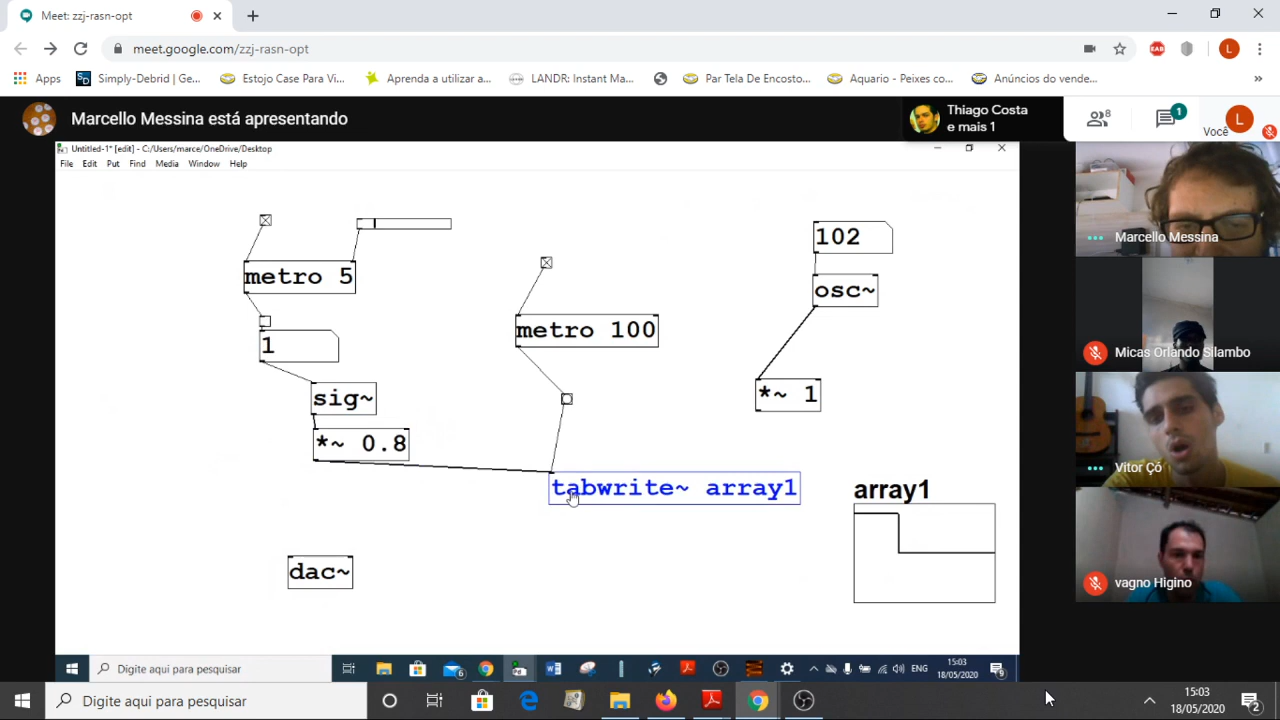 Meet: zzj-rasn-opt
meet.google.com/zzj-rasn-opt
Apps
Simply-Debrid | Ge...
Estojo Case Para Vi...
Aprenda a utilizar a...
LANDR: Instant Ma...
Par Tela De Encosto...
Aquario - Peixes co...
Anúncios do vende...
»
Marcello Messina está apresentando
Thiago Costa
e mais 1
8
1
Você
L
Untitled-1* [edit] - C:/Users/marce/OneDrive/Desktop
File Edit Put Find Media Window Help
metro 5
1
sig~
*~ 0.8
metro 100
102
osc~
*~ 1
tabwrite~ array1
array1
dac~
Marcello Messina
Micas Orlando Silambo
Vitor Çó
vagno Higino
Digite aqui para pesquisar
6
ENG
15:03
18/05/2020
9
Digite aqui para pesquisar
15:03
18/05/2020
2